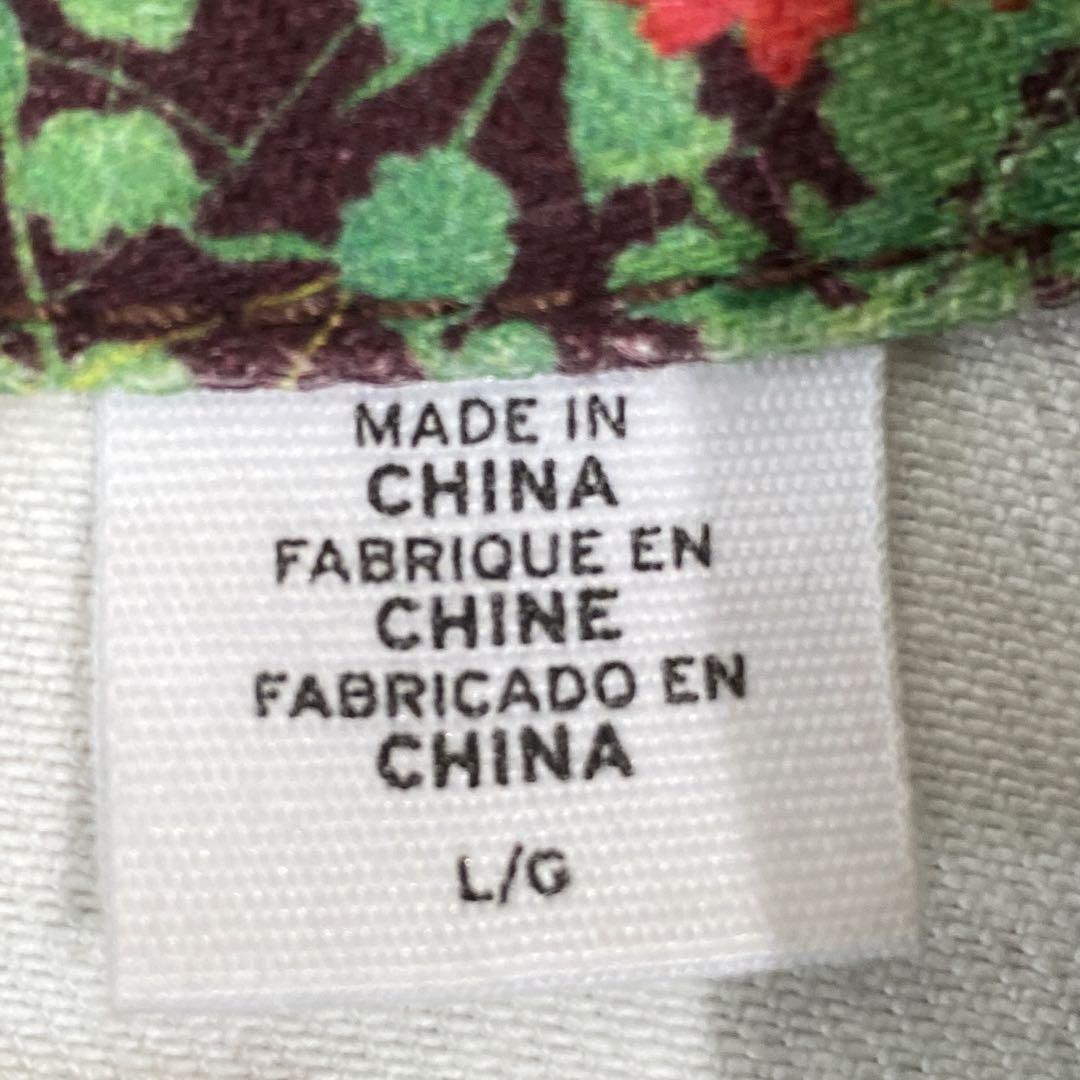 MADE IN
CHINA
FABRIQUE EN
CHINE
FABRICADO EN
CHINA
L/G